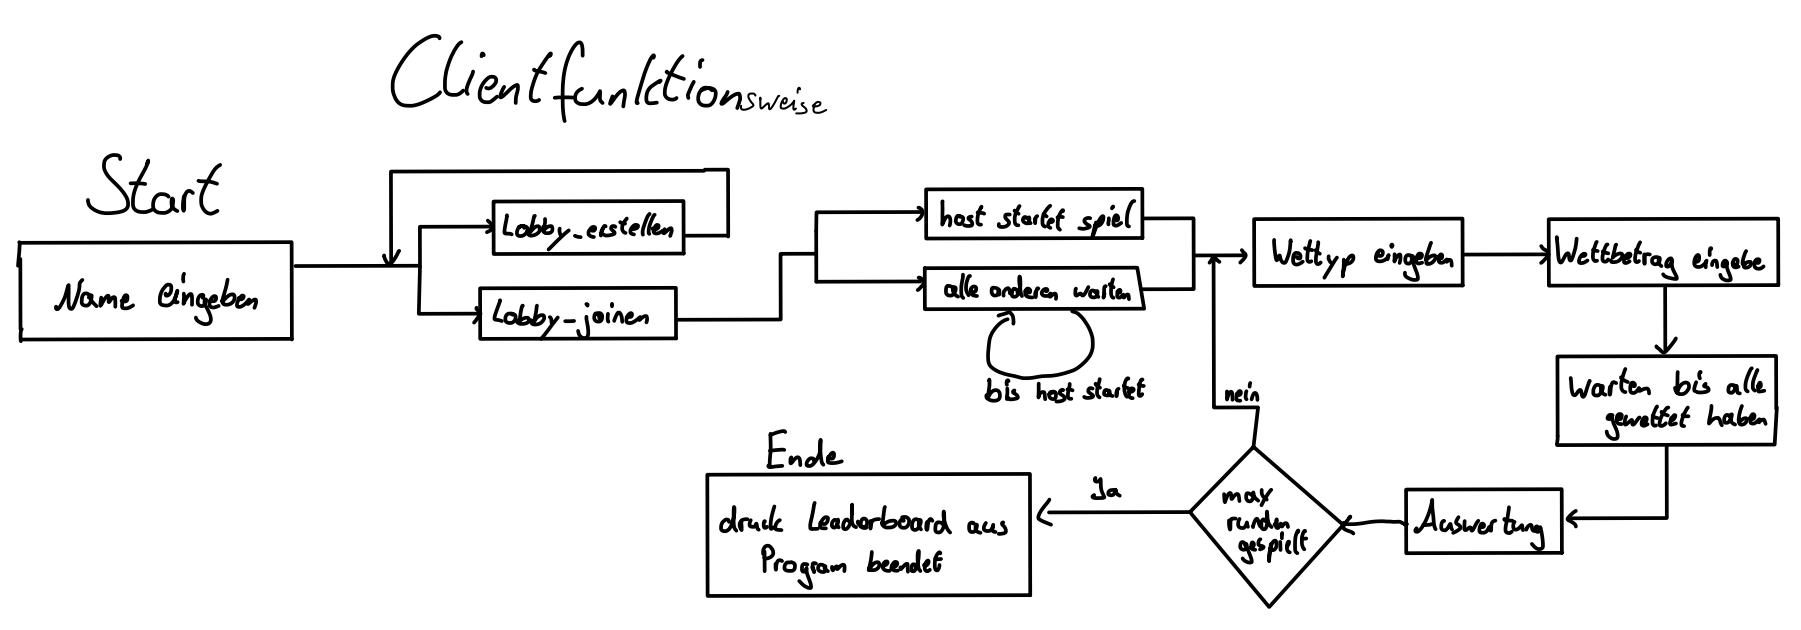 Clientfunktionsweise
Start
Name eingeben
Lobby_erstellen
Lobby_joinen
host startet spiel
alle anderen warten
bis host startet
Wettyp eingeben
Wettbetrag eingebe
Warten bis alle
gewettet haben
Auswertung
max
runden
gespielt
nein
Ja
Ende
druck Leaderboard aus
Program beendet